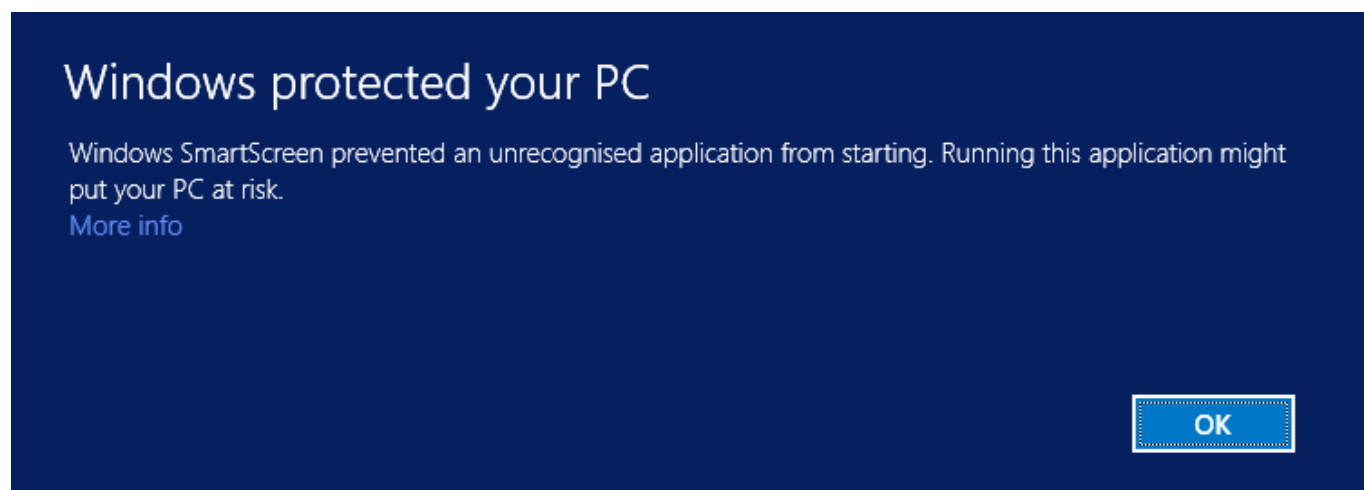 Windows protected your PC
Windows SmartScreen prevented an unrecognised application from starting. Running this application might
put your PC at risk.
More info
OK